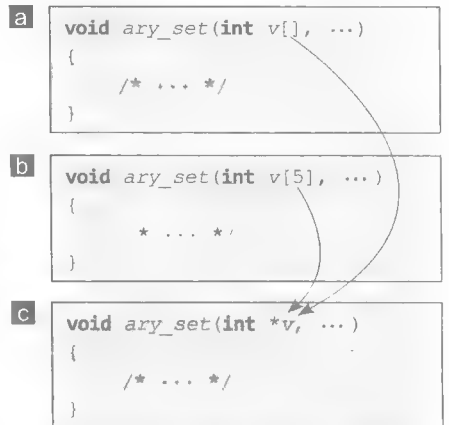 a
void ary_set(int v[], ...)
{
/* ... */
}
b
void ary_set(int v[5], ...)
{
* ... */
}
c
void ary_set(int *v, ...)
{
/* ... */
}